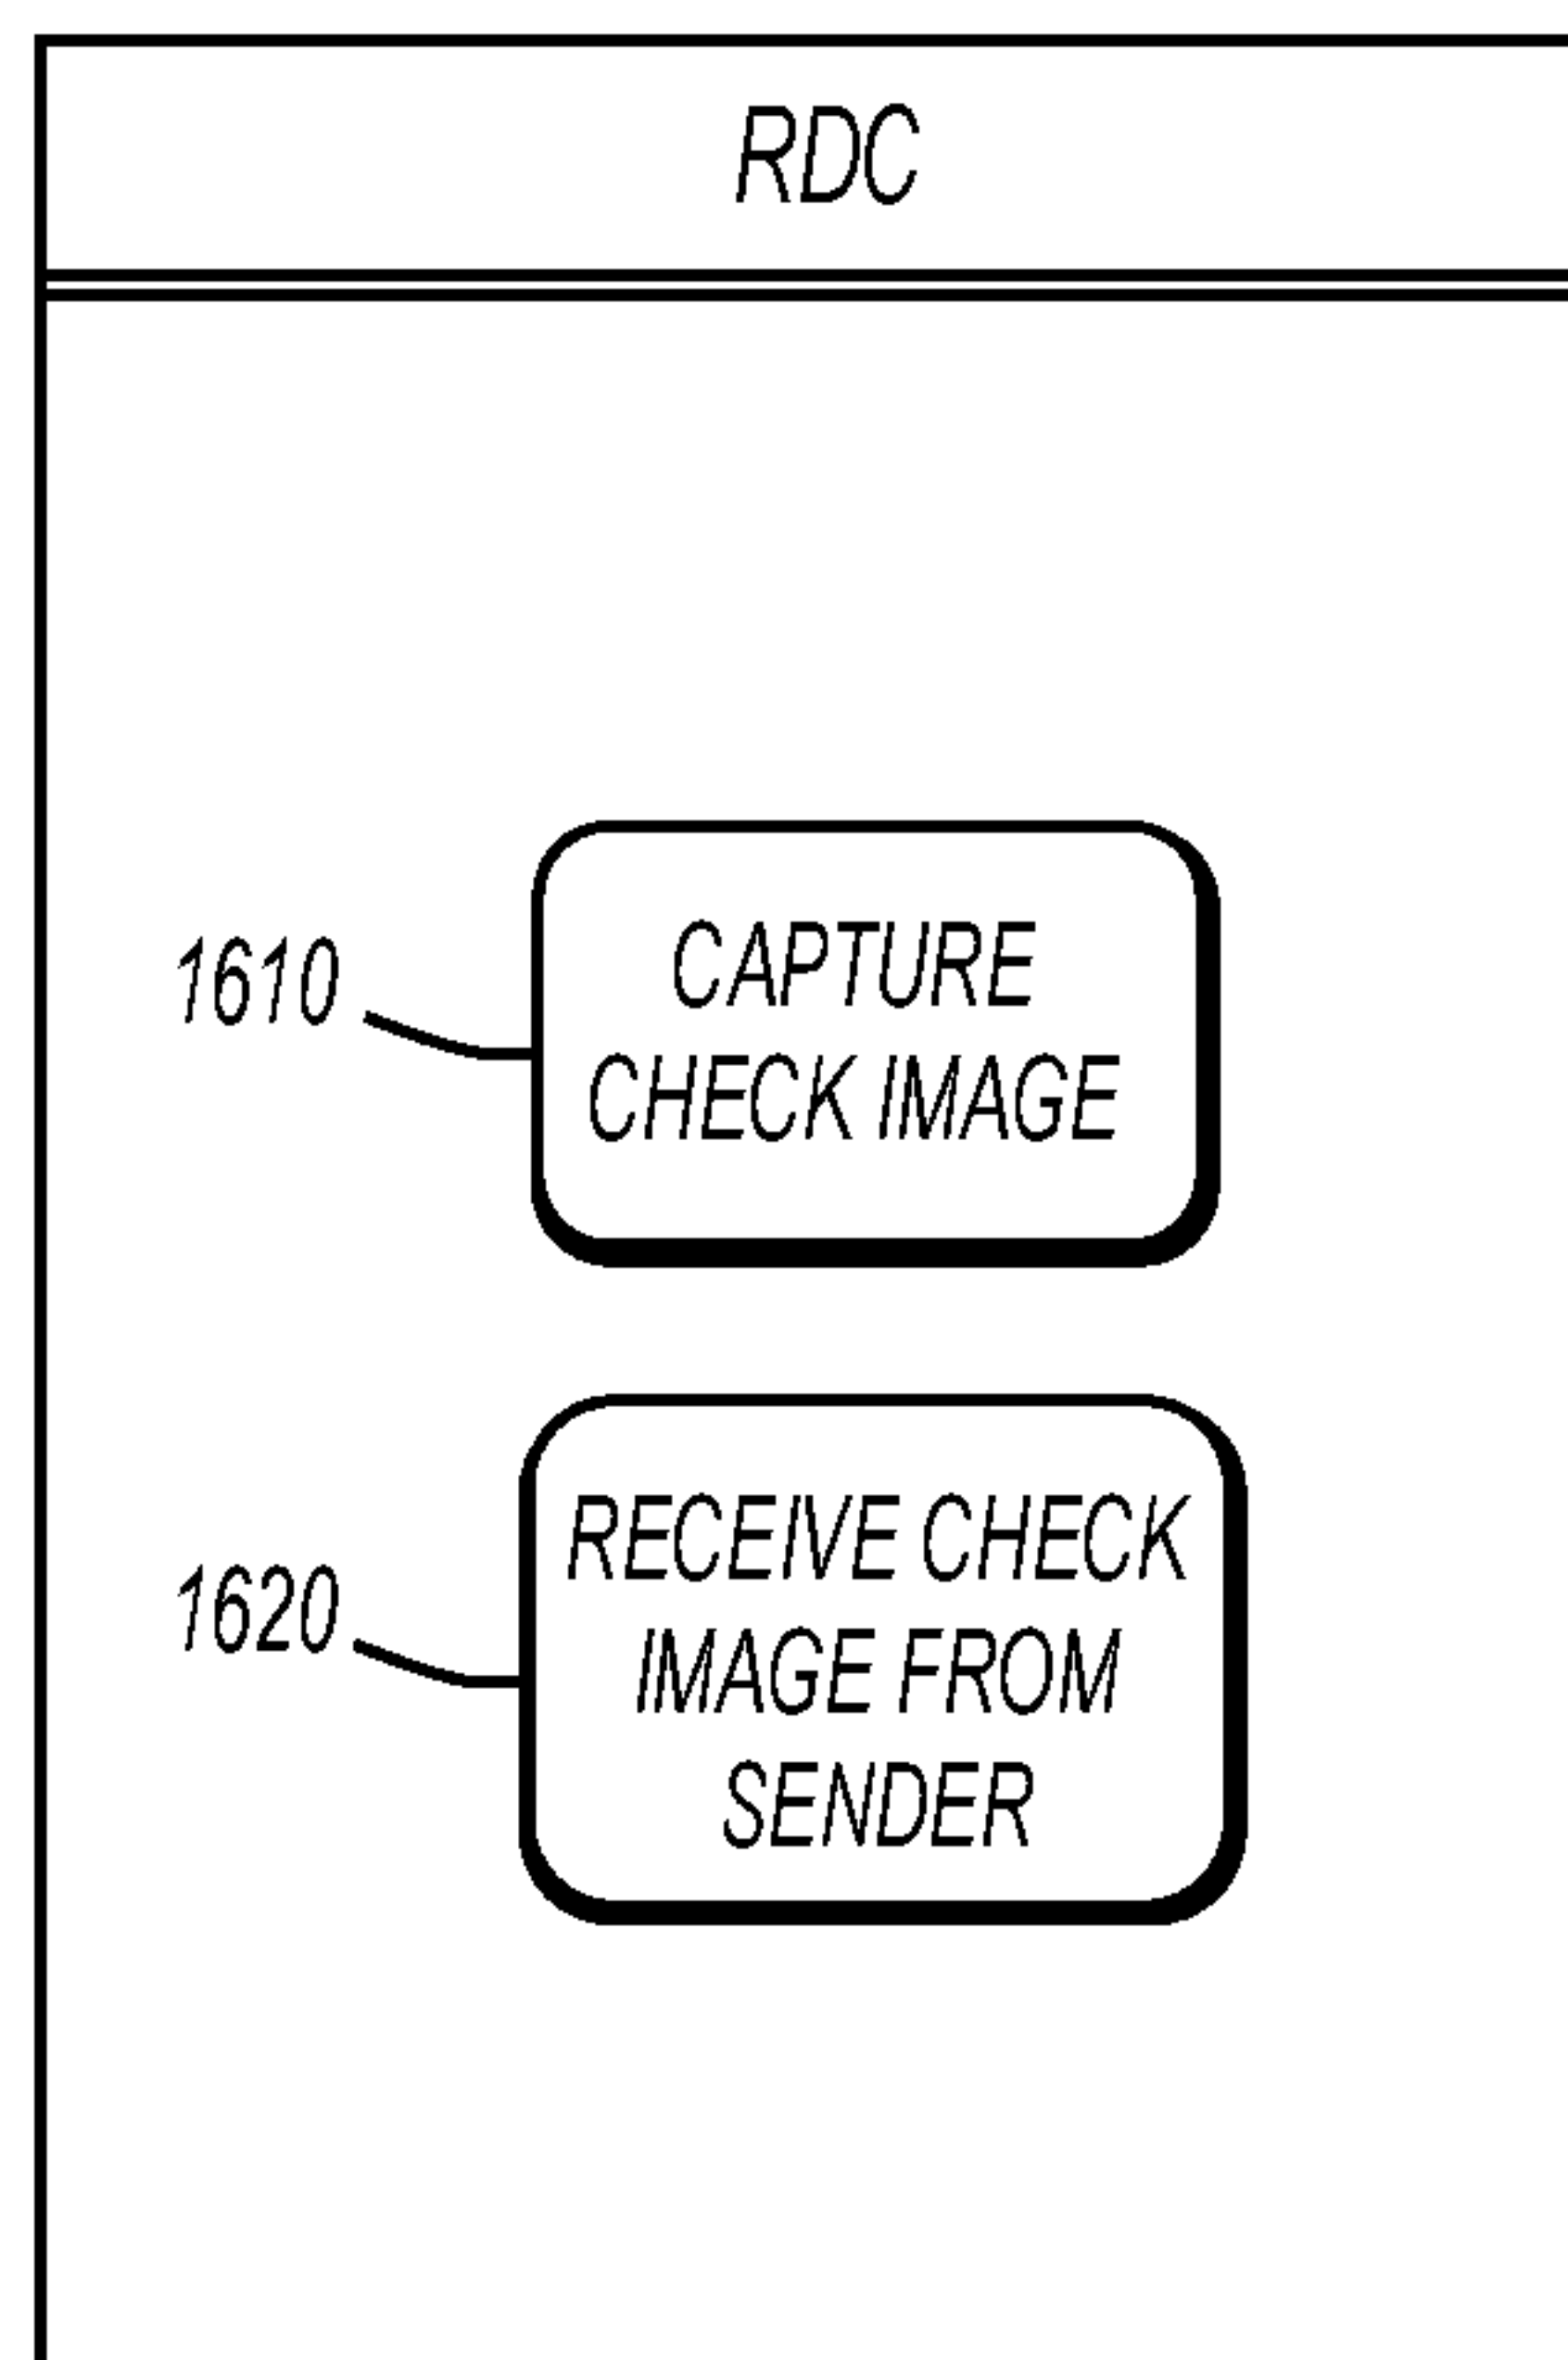 RDC
1610
CAPTURE
CHECK IMAGE
1620
RECEIVE CHECK
IMAGE FROM
SENDER